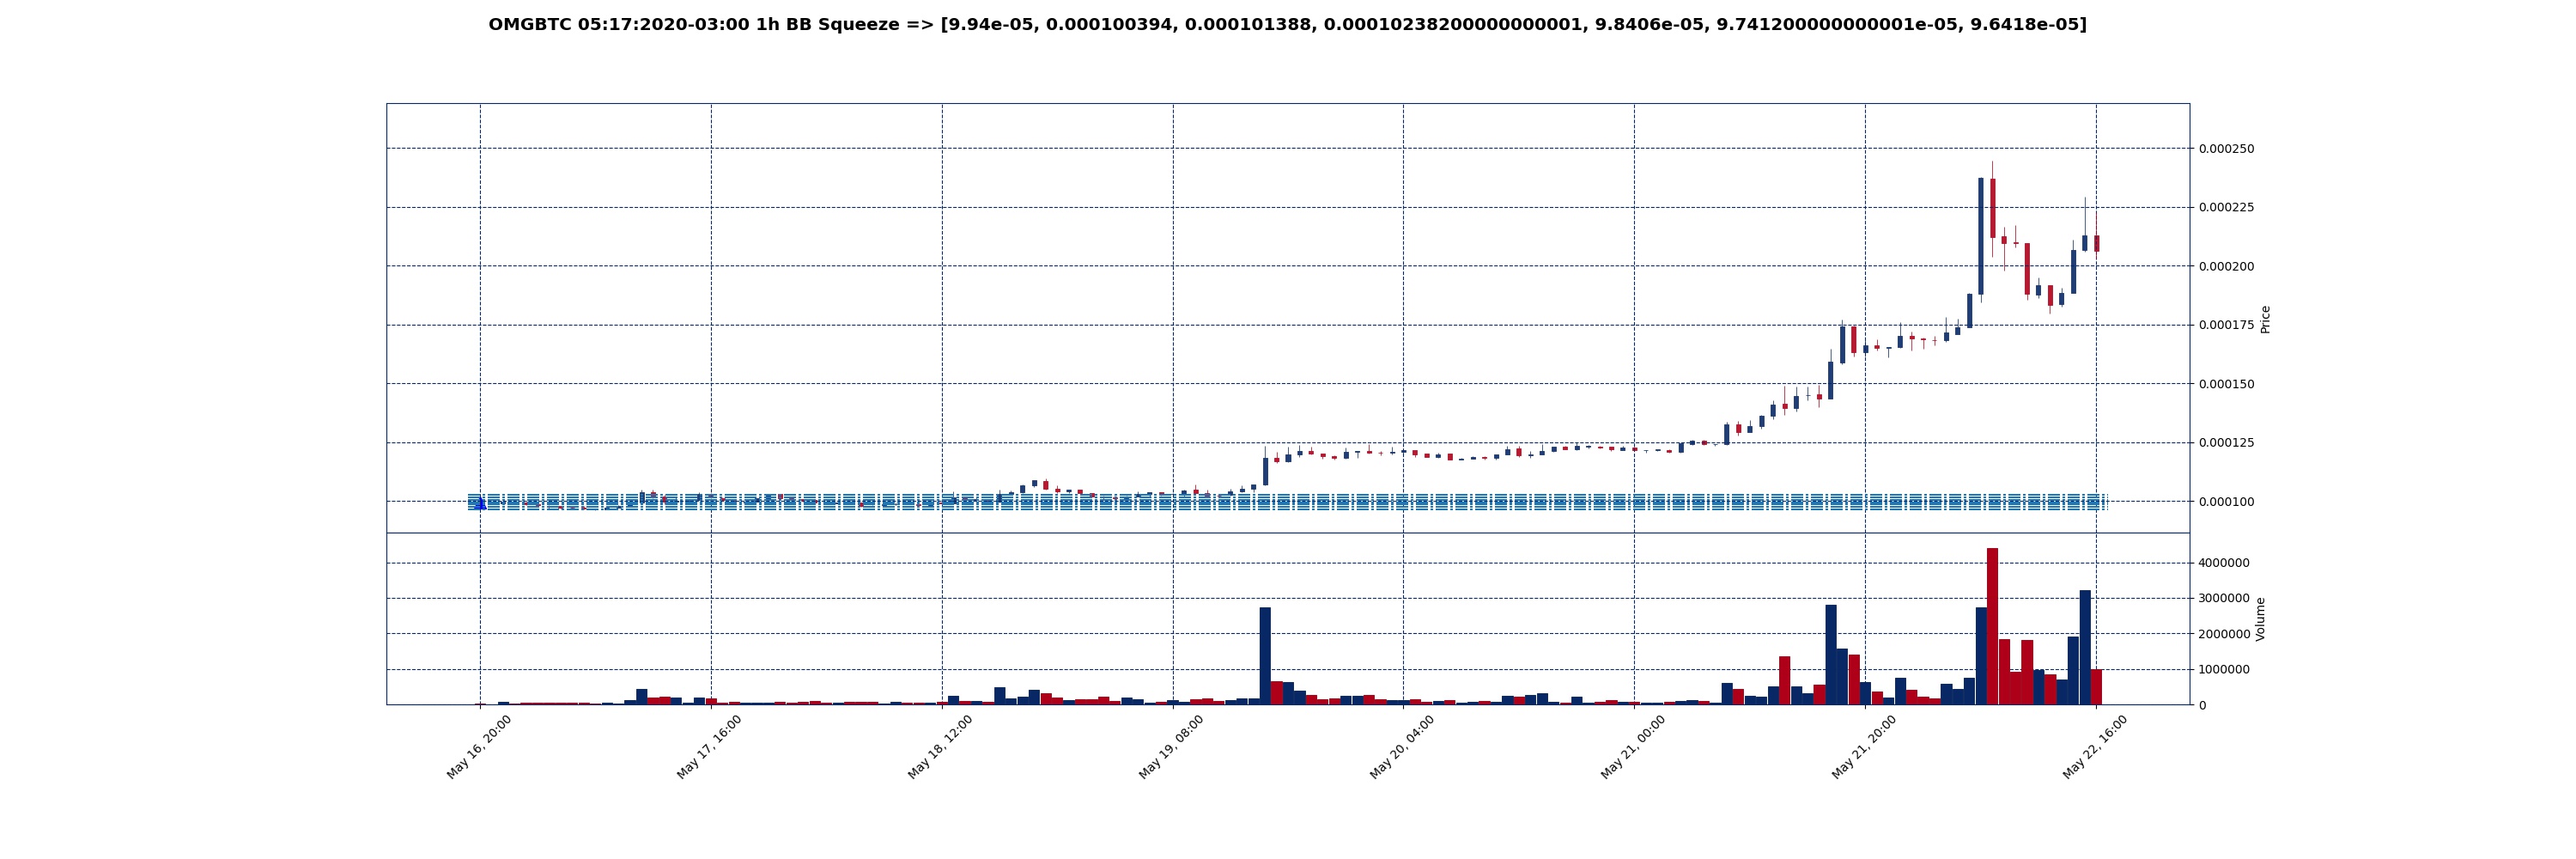 OMGBTC 05:17:2020-03:00 1h BB Squeeze => [9.94e-05, 0.000100394, 0.000101388, 0.00010238200000000001, 9.8406e-05, 9.741200000000001e-05, 9.6418e-05]
0.000250
0.000225
0.000200
0.000175
0.000150
0.000125
0.000100
Price
4000000
3000000
2000000
1000000
0
Volume
May 16, 20:00
May 17, 16:00
May 18, 12:00
May 19, 08:00
May 20, 04:00
May 21, 00:00
May 21, 20:00
May 22, 16:00